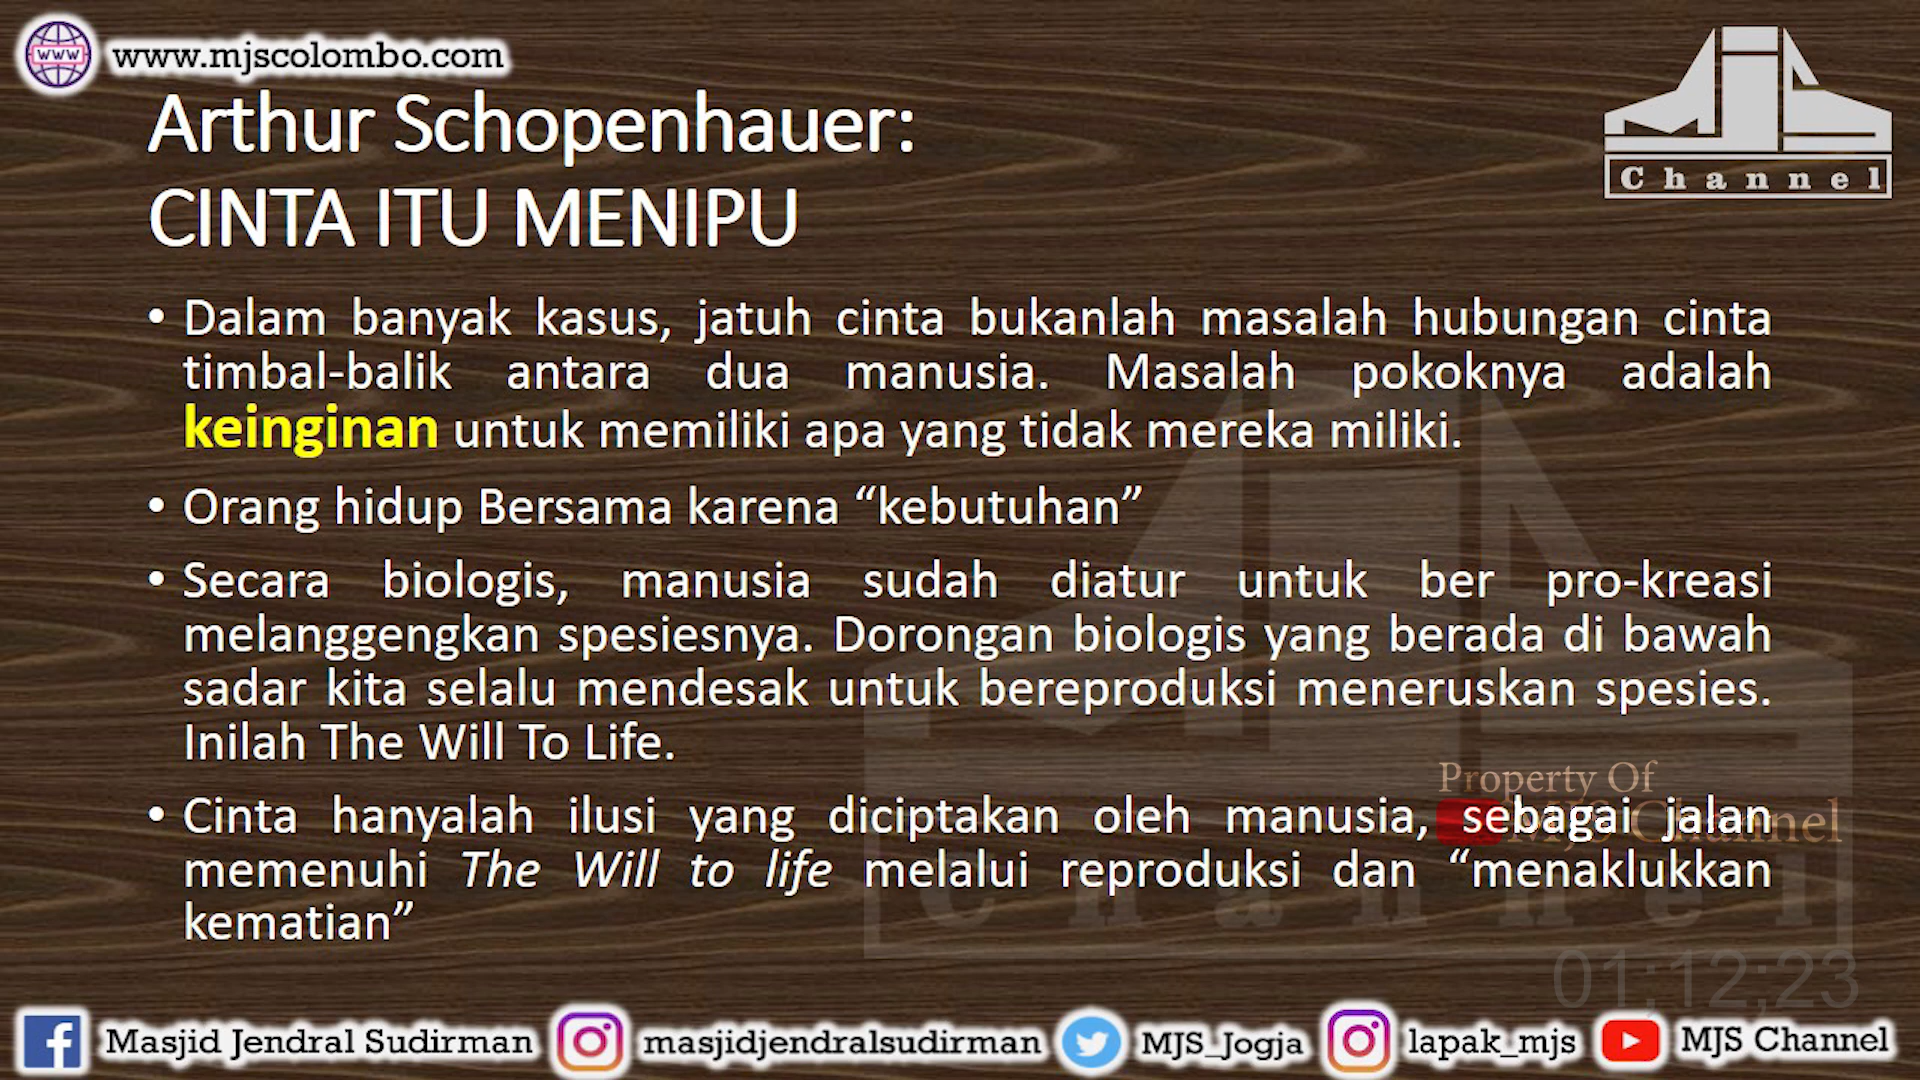 www.mjscolombo.com
MJS
Channel
Arthur Schopenhauer:
CINTA ITU MENIPU
• Dalam banyak kasus, jatuh cinta bukanlah masalah hubungan cinta
timbal-balik antara dua manusia. Masalah pokoknya adalah
keinginan untuk memiliki apa yang tidak mereka miliki.
• Orang hidup Bersama karena “kebutuhan”
• Secara biologis, manusia sudah diatur untuk ber pro-kreasi
melanggengkan spesiesnya. Dorongan biologis yang berada di bawah
sadar kita selalu mendesak untuk bereproduksi meneruskan spesies.
Inilah The Will To Life.
• Cinta hanyalah ilusi yang diciptakan oleh manusia, sebagai jalan
memenuhi The Will to life melalui reproduksi dan “menaklukkan
kematian”
Property Of
MJS Channel
Channel
01;12;23
Masjid Jendral Sudirman
masjidjendralsudirman
MJS_Jogja
lapak_mjs
MJS Channel